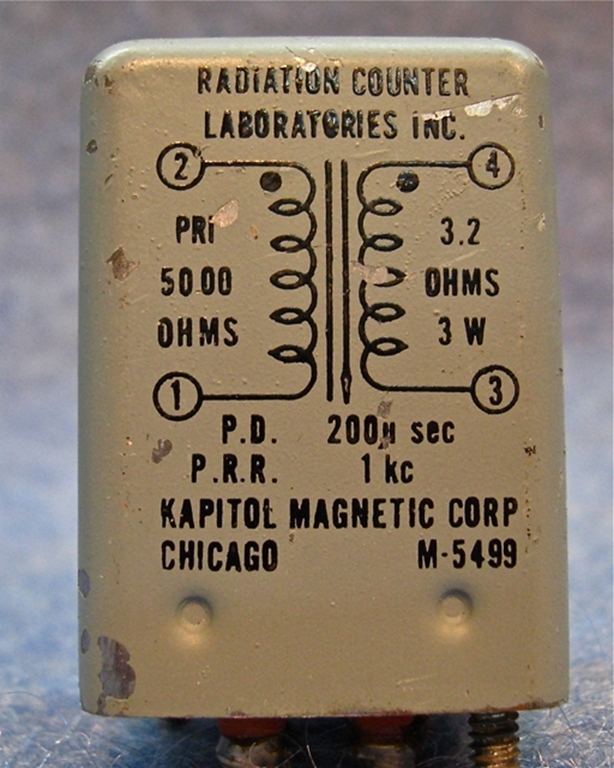 RADIATION COUNTER
LABORATORIES INC.
2 4
PRI 3.2
5000 OHMS
OHMS 3 W
1 3
P.D. 200µ sec
P.R.R. 1 kc
KAPITOL MAGNETIC CORP
CHICAGO M-5499